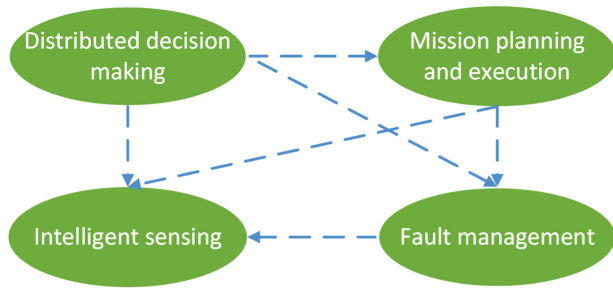 Distributed decision
making
Mission planning
and execution
Intelligent sensing
Fault management